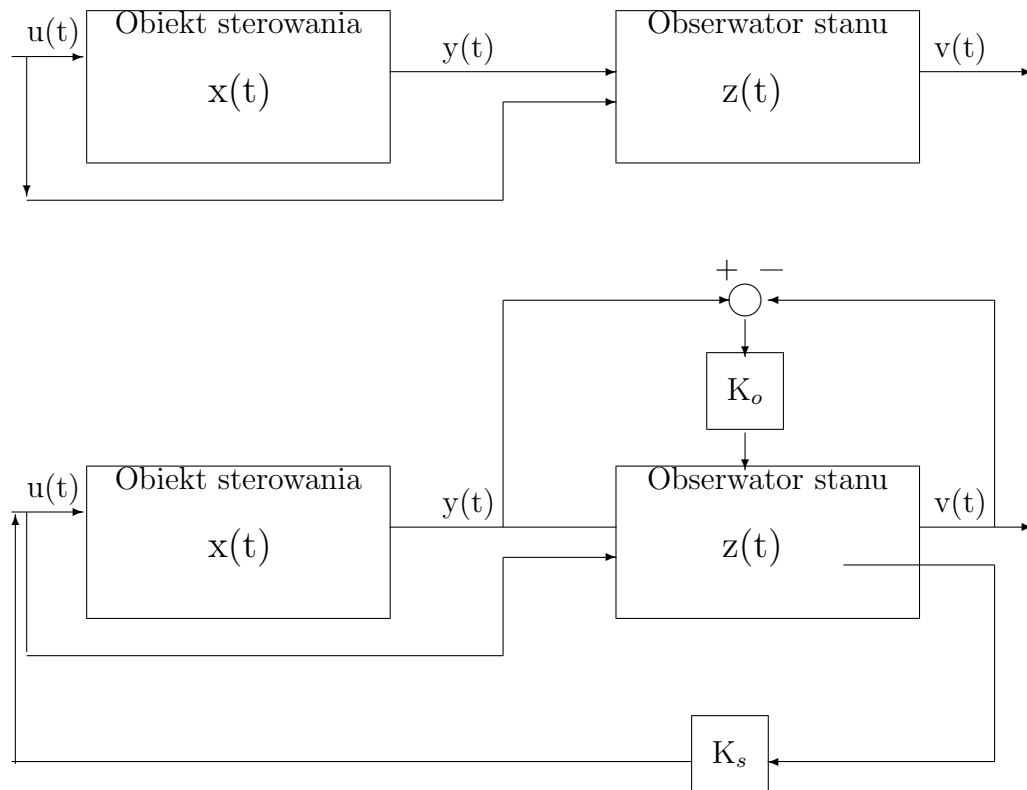 Obiekt sterowania
Obserwator stanu
u(t)
y(t)
v(t)
x(t)
z(t)
+ −
K_o
Obiekt sterowania
Obserwator stanu
u(t)
y(t)
v(t)
x(t)
z(t)
K_s